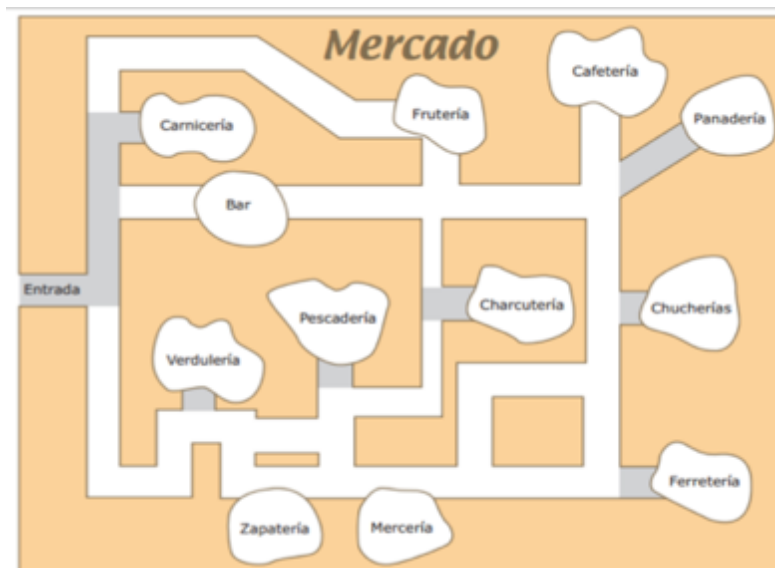 Mercado
Cafetería
Frutería
Panadería
Carnicería
Bar
Entrada
Pescadería
Charcutería
Chucherías
Verdulería
Ferretería
Zapatería
Mercería